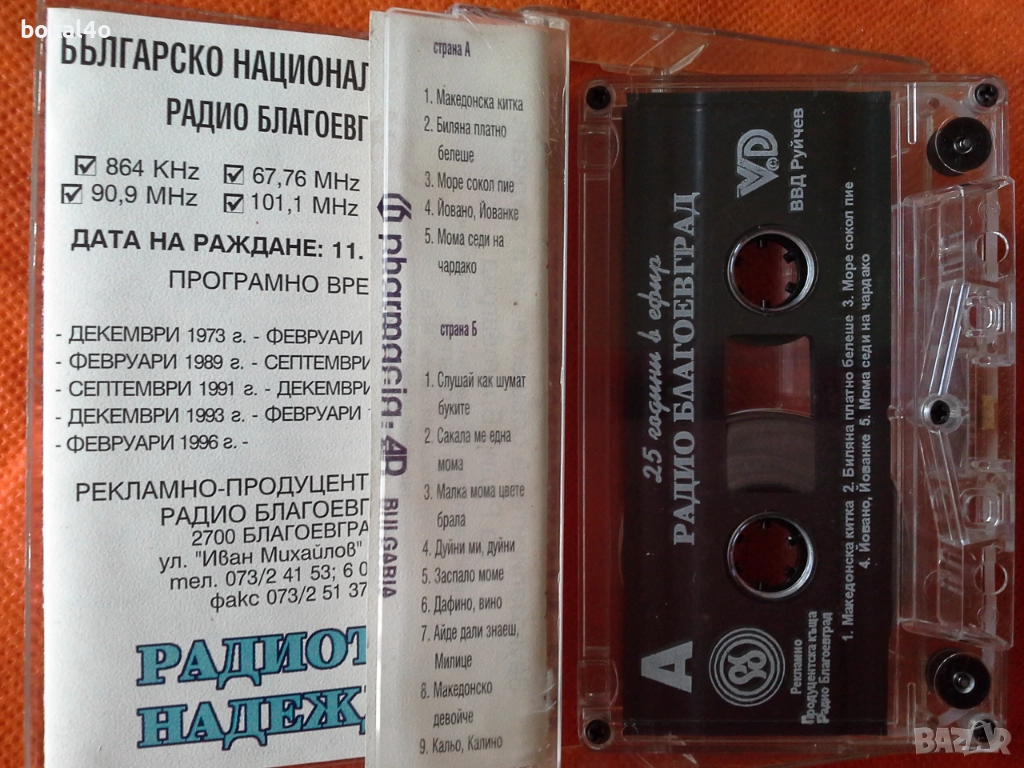 bokal4o
БЪЛГАРСКО НАЦИОНАЛ
РАДИО БЛАГОЕВГ
864 KHz 67,76 MHz
90,9 MHz 101,1 MHz
ДАТА НА РАЖДАНЕ: 11.
ПРОГРАМНО ВРЕ
- ДЕКЕМВРИ 1973 г. - ФЕВРУАРИ
- ФЕВРУАРИ 1989 г. - СЕПТЕМВРИ
- СЕПТЕМВРИ 1991 г. - ДЕКЕМВРИ
- ДЕКЕМВРИ 1993 г. - ФЕВРУАРИ
- ФЕВРУАРИ 1996 г. -
РЕКЛАМНО-ПРОДУЦЕНТ
РАДИО БЛАГОЕВГ
2700 БЛАГОЕВГРА
ул. "Иван Михайлов"
тел. 073/2 41 53; 6 0
факс 073/2 51 37
РАДИОТ
НАДЕЖД
страна А
1. Македонска китка
2. Биляна платно
белеше
3. Море сокол пие
4. Йовано, Йованке
5. Мома седи на
чардако
страна Б
1. Слушай как шумат
буките
2. Сакала ме една
мома
3. Малка мома цвете
брала
4. Дуйни ми, дуйни
5. Заспало моме
6. Дафино, вино
7. Айде дали знаеш,
Милице
8. Македонско
девойче
9. Кальо, Калино
pharmacia·AD BULGARIA
A
25 години в ефир
РАДИО БЛАГОЕВГРАД
VD
ВВД Руйчев
98
Рекламно
Продуцентска къща
Радио Благоевград
1. Македонска китка 2. Биляна платно белеше 3. Море сокол пие
4. Йовано, Йованке 5. Мома седи на чардако
BAZAR